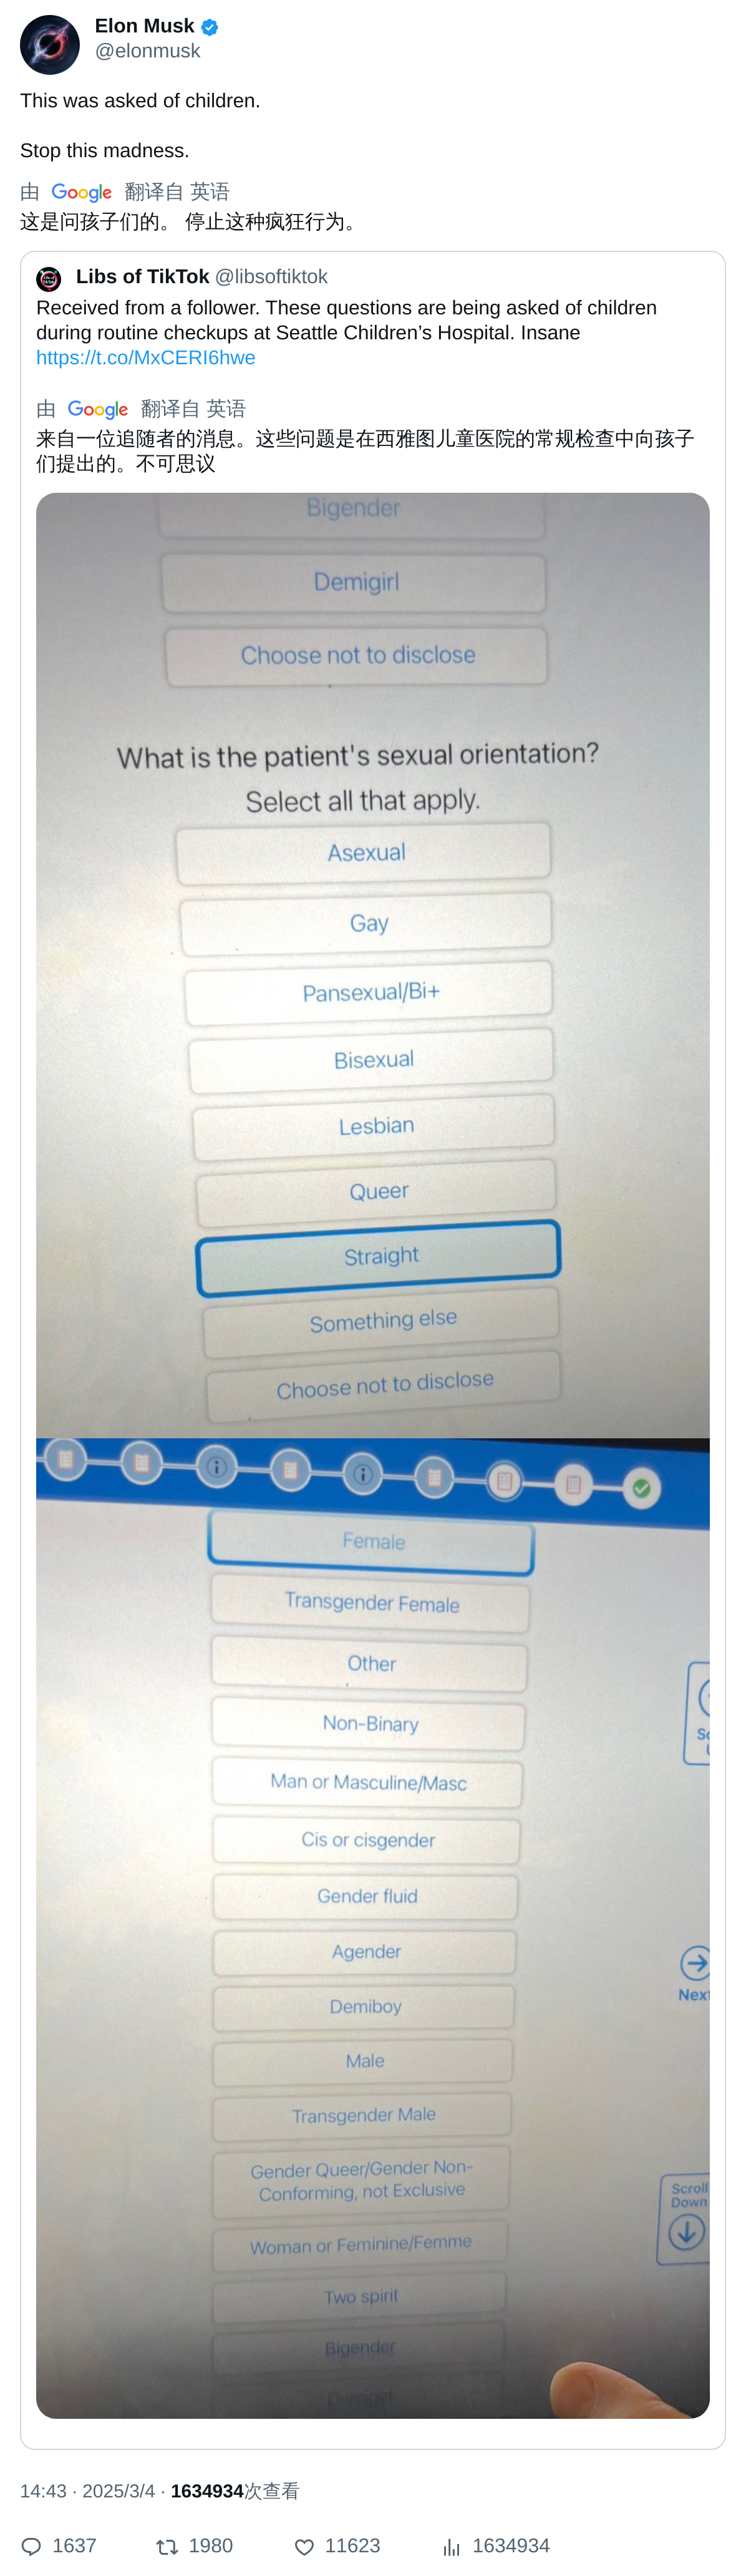 Elon Musk
@elonmusk
This was asked of children.
Stop this madness.
由 Google 翻译自 英语
这是问孩子们的。 停止这种疯狂行为。
Libs of TikTok @libsoftiktok
Received from a follower. These questions are being asked of children
during routine checkups at Seattle Children’s Hospital. Insane
https://t.co/MxCERI6hwe
由 Google 翻译自 英语
来自一位追随者的消息。这些问题是在西雅图儿童医院的常规检查中向孩子
们提出的。不可思议
Bigender
Demigirl
Choose not to disclose
What is the patient's sexual orientation?
Select all that apply.
Asexual
Gay
Pansexual/Bi+
Bisexual
Lesbian
Queer
Straight
Something else
Choose not to disclose
Female
Transgender Female
Other
Non-Binary
Man or Masculine/Masc
Cis or cisgender
Gender fluid
Agender
Next
Demiboy
Male
Transgender Male
Gender Queer/Gender Non-
Conforming, not Exclusive
Scroll
Down
Woman or Feminine/Femme
Two spirit
Bigender
Demigirl
14:43 · 2025/3/4 · 1634934次查看
1637 1980 11623 1634934